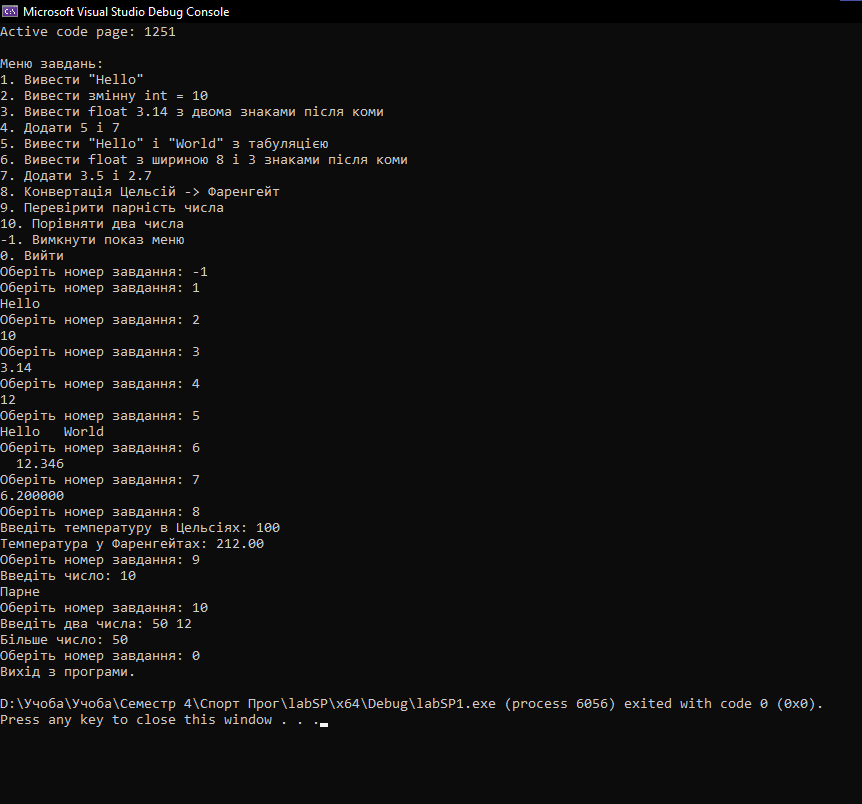 Microsoft Visual Studio Debug Console
Active code page: 1251
Меню завдань:
1. Вивести "Hello"
2. Вивести змінну int = 10
3. Вивести float 3.14 з двома знаками після коми
4. Додати 5 і 7
5. Вивести "Hello" і "World" з табуляцією
6. Вивести float з шириною 8 і 3 знаками після коми
7. Додати 3.5 і 2.7
8. Конвертація Цельсій -> Фаренгейт
9. Перевірити парність числа
10. Порівняти два числа
-1. Вимкнути показ меню
0. Вийти
Оберіть номер завдання: -1
Оберіть номер завдання: 1
Hello
Оберіть номер завдання: 2
10
Оберіть номер завдання: 3
3.14
Оберіть номер завдання: 4
12
Оберіть номер завдання: 5
Hello   World
Оберіть номер завдання: 6
  12.346
Оберіть номер завдання: 7
6.200000
Оберіть номер завдання: 8
Введіть температуру в Цельсіях: 100
Температура у Фаренгейтах: 212.00
Оберіть номер завдання: 9
Введіть число: 10
Парне
Оберіть номер завдання: 10
Введіть два числа: 50 12
Більше число: 50
Оберіть номер завдання: 0
Вихід з програми.
D:\Учоба\Учоба\Семестр 4\Спорт Прог\labSP\x64\Debug\labSP1.exe (process 6056) exited with code 0 (0x0).
Press any key to close this window . . .